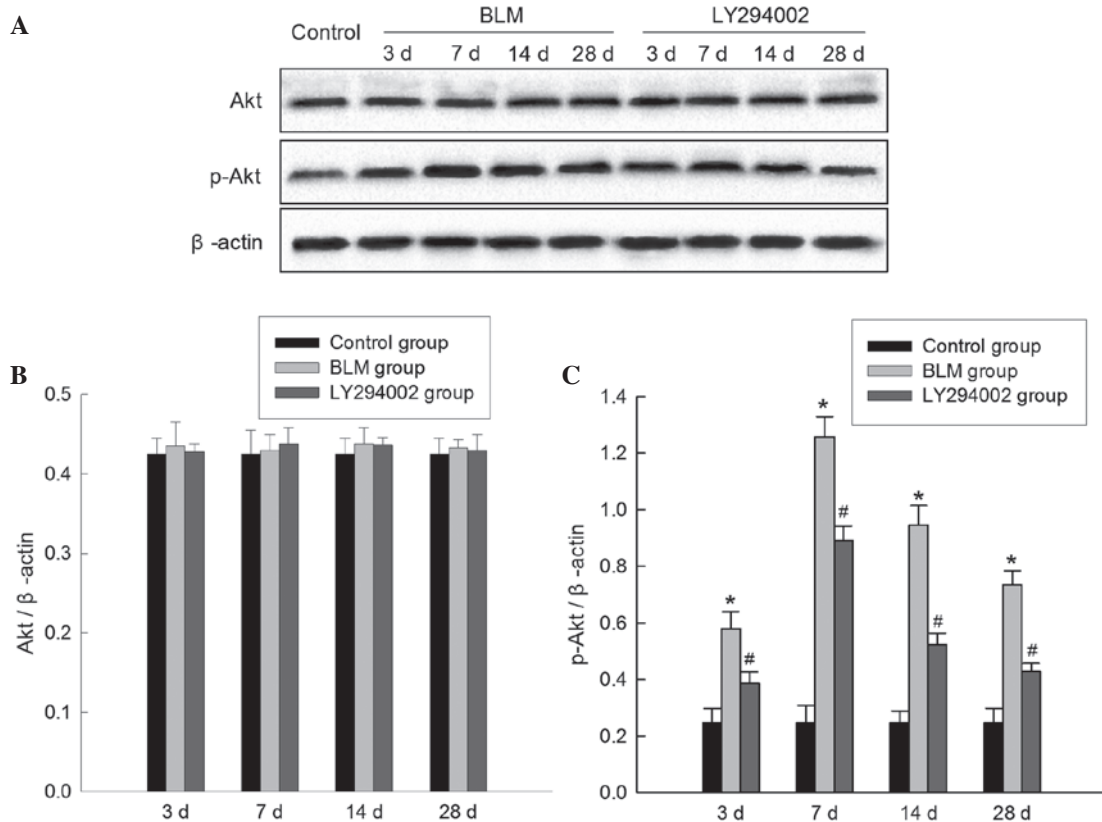 A
Control
BLM
LY294002
3 d 7 d 14 d 28 d 3 d 7 d 14 d 28 d
Akt
p-Akt
β -actin
B
Control group
BLM group
LY294002 group
Akt / β -actin
0.5
0.4
0.3
0.2
0.1
0.0
3 d 7 d 14 d 28 d
C
Control group
BLM group
LY294002 group
p-Akt / β -actin
1.4
1.2
1.0
0.8
0.6
0.4
0.2
* # * # * # * #
3 d 7 d 14 d 28 d